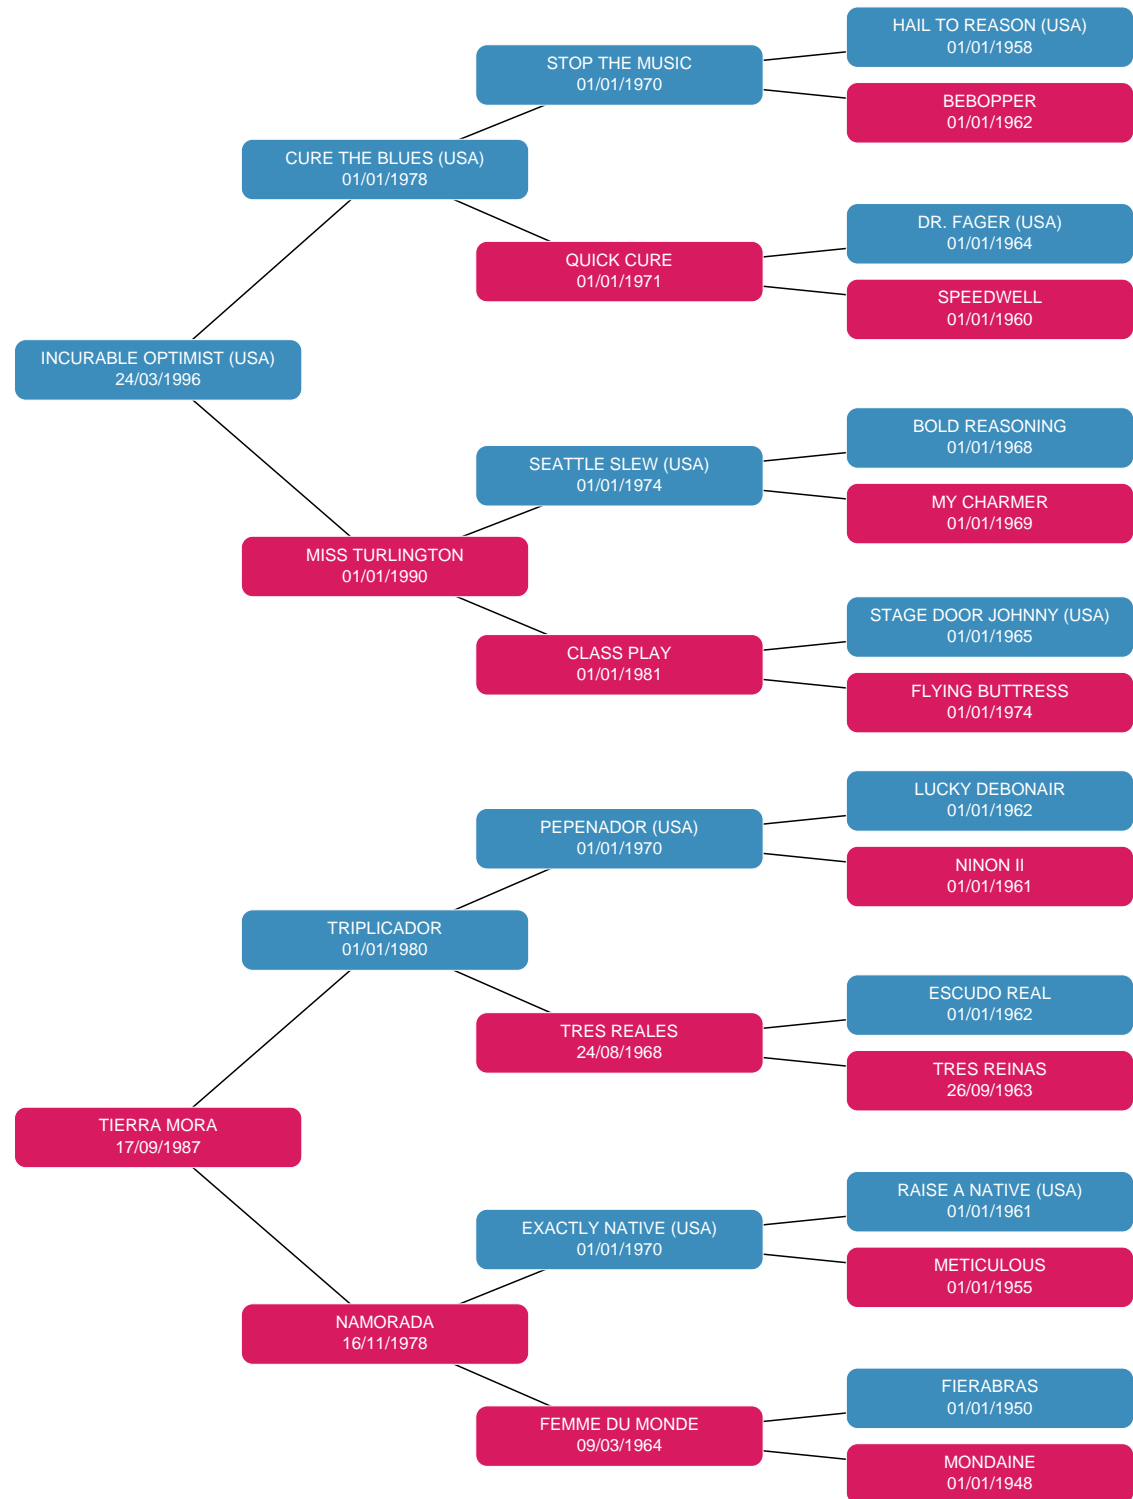 HAIL TO REASON (USA)
01/01/1958
STOP THE MUSIC
01/01/1970
BEBOPPER
01/01/1962
CURE THE BLUES (USA)
01/01/1978
DR. FAGER (USA)
01/01/1964
QUICK CURE
01/01/1971
SPEEDWELL
01/01/1960
INCURABLE OPTIMIST (USA)
24/03/1996
BOLD REASONING
01/01/1968
SEATTLE SLEW (USA)
01/01/1974
MY CHARMER
01/01/1969
MISS TURLINGTON
01/01/1990
STAGE DOOR JOHNNY (USA)
01/01/1965
CLASS PLAY
01/01/1981
FLYING BUTTRESS
01/01/1974
LUCKY DEBONAIR
01/01/1962
PEPENADOR (USA)
01/01/1970
NINON II
01/01/1961
TRIPLICADOR
01/01/1980
ESCUDO REAL
01/01/1962
TRES REALES
24/08/1968
TRES REINAS
26/09/1963
TIERRA MORA
17/09/1987
RAISE A NATIVE (USA)
01/01/1961
EXACTLY NATIVE (USA)
01/01/1970
METICULOUS
01/01/1955
NAMORADA
16/11/1978
FIERABRAS
01/01/1950
FEMME DU MONDE
09/03/1964
MONDAINE
01/01/1948